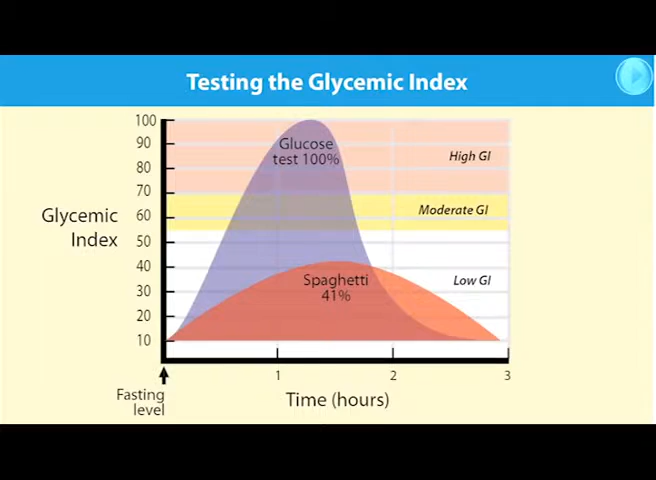 Testing the Glycemic Index
100
90
80
70
60
50
40
30
20
10
Glycemic
Index
Glucose
test 100%
High GI
Moderate GI
Low GI
Spaghetti
41%
1
2
3
Fasting
level
Time (hours)